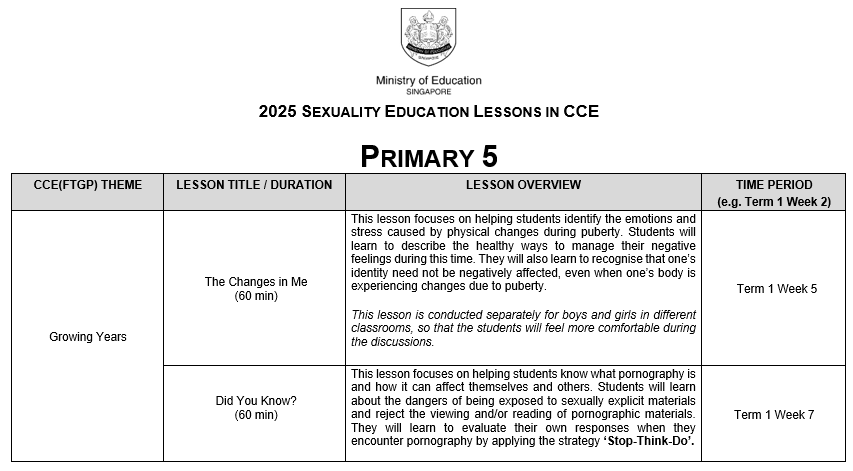 MINISTRY OF EDUCATION
SINGAPORE
Ministry of Education
SINGAPORE
2025 SEXUALITY EDUCATION LESSONS IN CCE
PRIMARY 5
CCE(FTGP) THEME
LESSON TITLE / DURATION
LESSON OVERVIEW
TIME PERIOD
(e.g. Term 1 Week 2)
Growing Years
The Changes in Me
(60 min)
This lesson focuses on helping students identify the emotions and
stress caused by physical changes during puberty. Students will
learn to describe the healthy ways to manage their negative
feelings during this time. They will also learn to recognise that one's
identity need not be negatively affected, even when one's body is
experiencing changes due to puberty.
This lesson is conducted separately for boys and girls in different
classrooms, so that the students will feel more comfortable during
the discussions.
Term 1 Week 5
Did You Know?
(60 min)
This lesson focuses on helping students know what pornography is
and how it can affect themselves and others. Students will learn
about the dangers of being exposed to sexually explicit materials
and reject the viewing and/or reading of pornographic materials.
They will learn to evaluate their own responses when they
encounter pornography by applying the strategy 'Stop-Think-Do'.
Term 1 Week 7